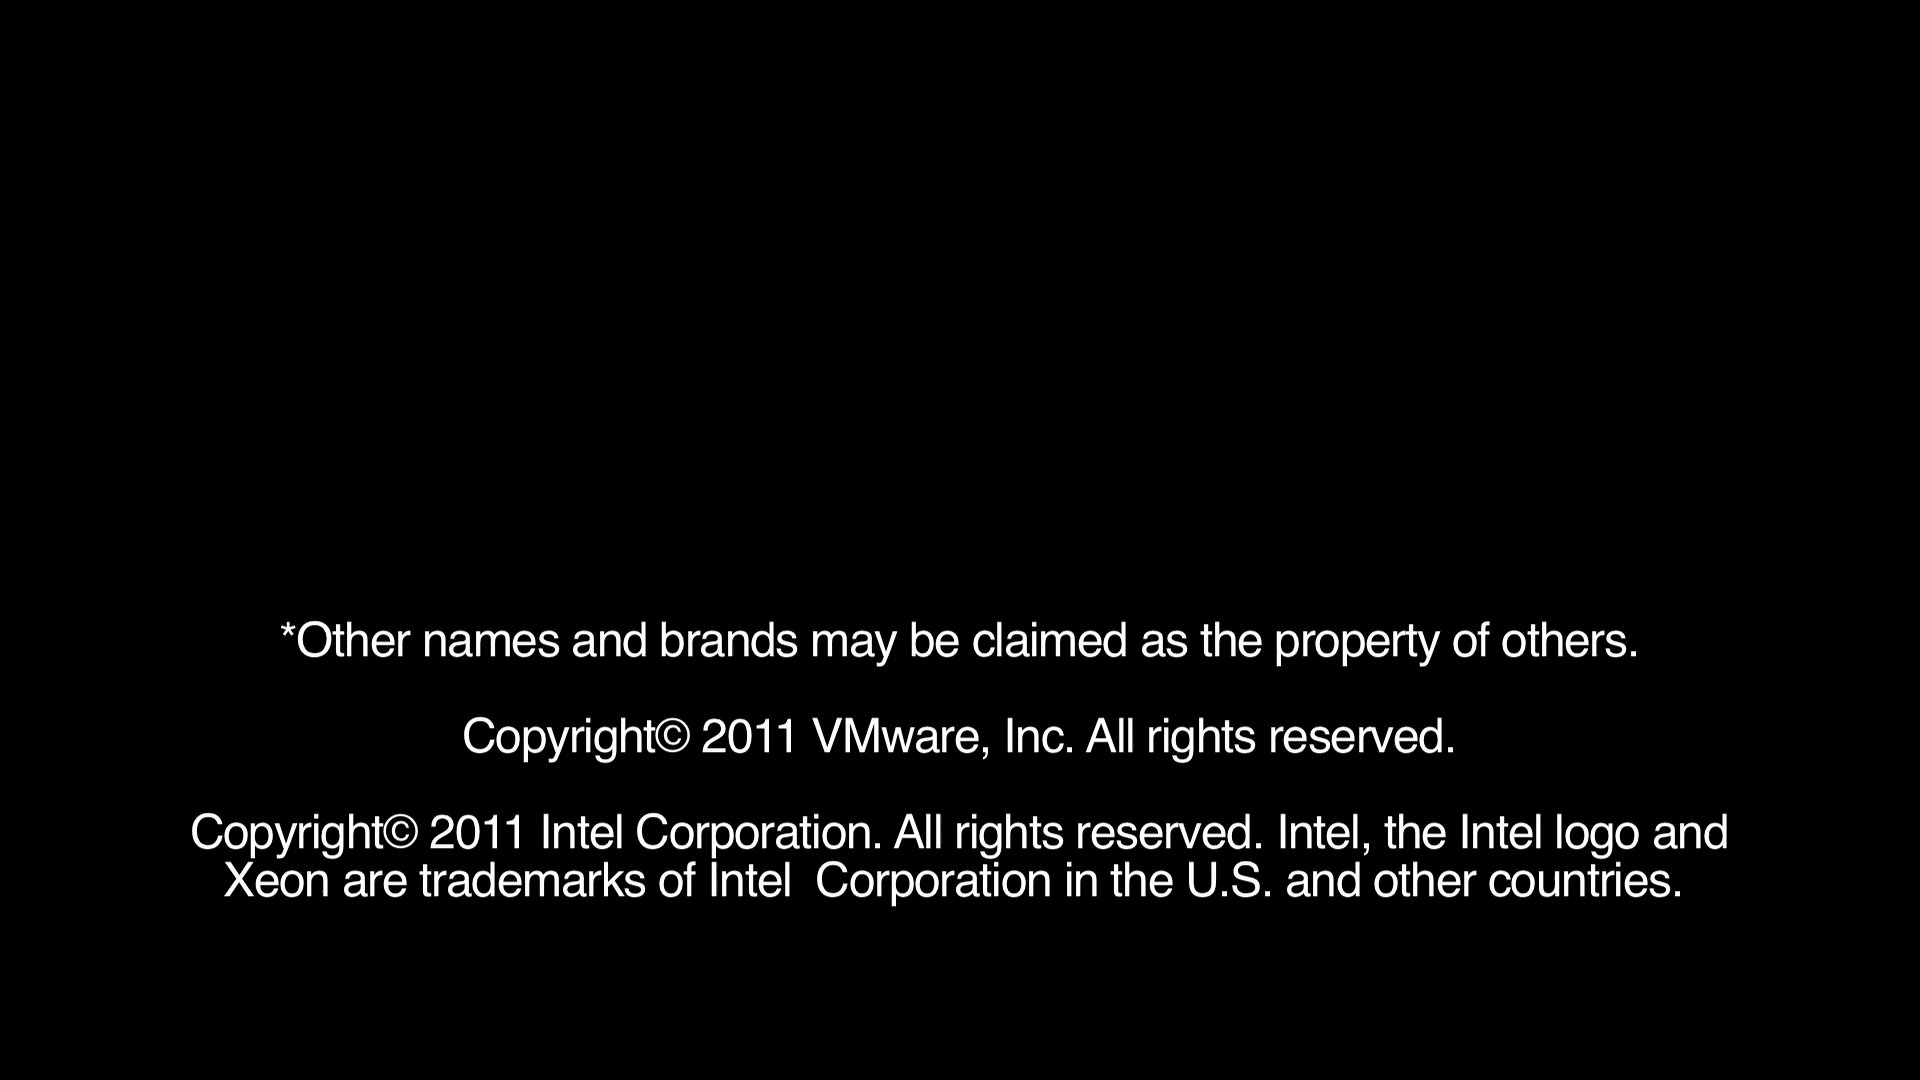 *Other names and brands may be claimed as the property of others.
Copyright© 2011 VMware, Inc. All rights reserved.
Copyright© 2011 Intel Corporation. All rights reserved. Intel, the Intel logo and
Xeon are trademarks of Intel  Corporation in the U.S. and other countries.